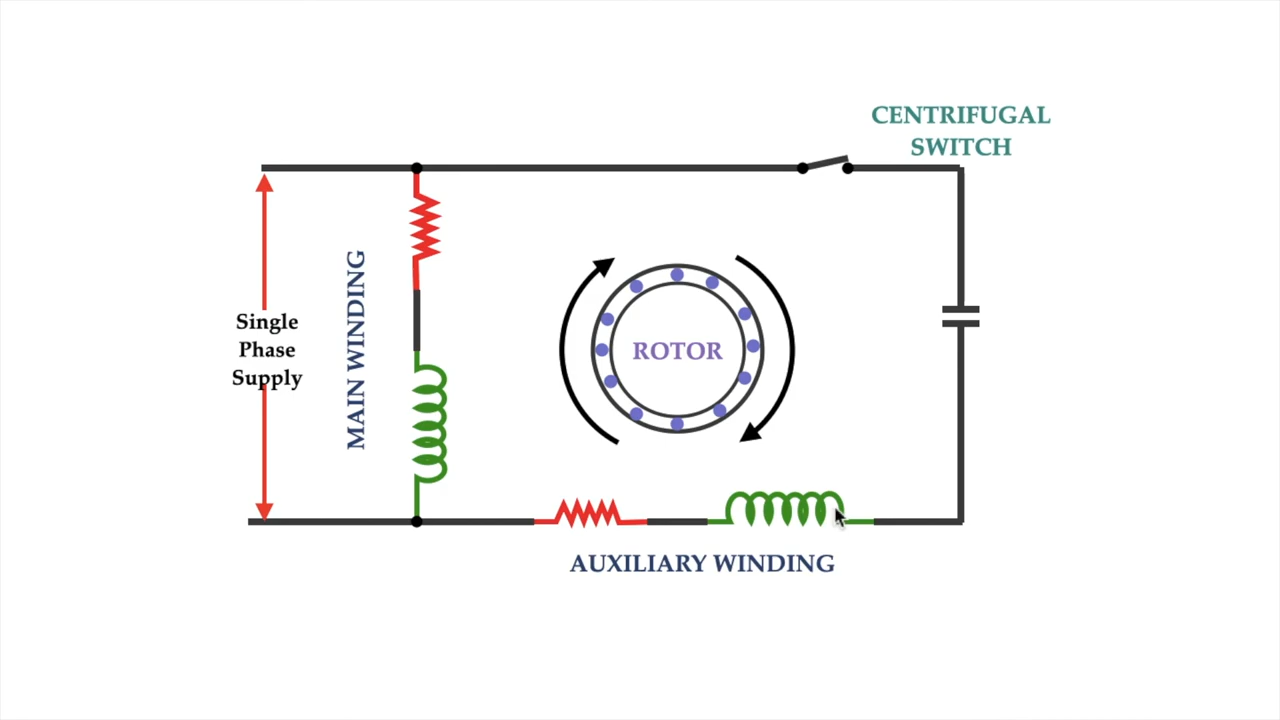 CENTRIFUGAL
SWITCH
MAIN WINDING
Single
Phase
Supply
ROTOR
AUXILIARY WINDING